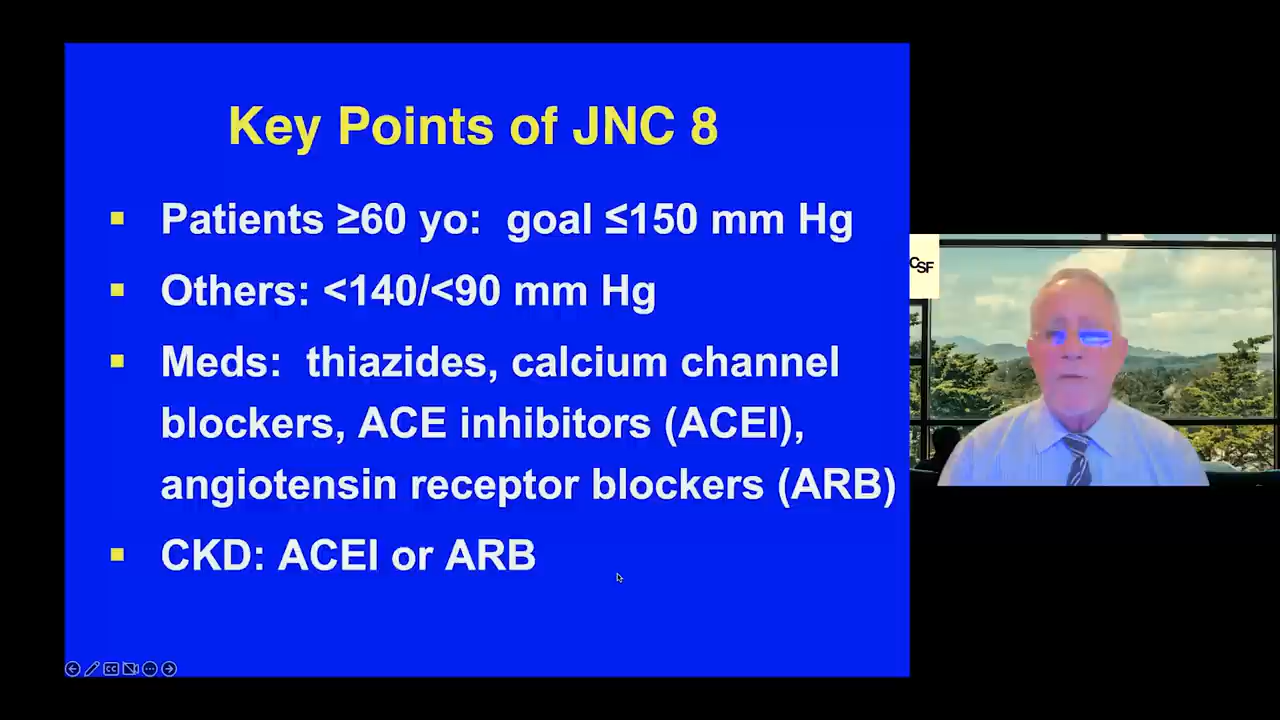 Key Points of JNC 8
▪ Patients ≥60 yo: goal ≤150 mm Hg
▪ Others: <140/<90 mm Hg
▪ Meds: thiazides, calcium channel
blockers, ACE inhibitors (ACEI),
angiotensin receptor blockers (ARB)
▪ CKD: ACEI or ARB
CSF